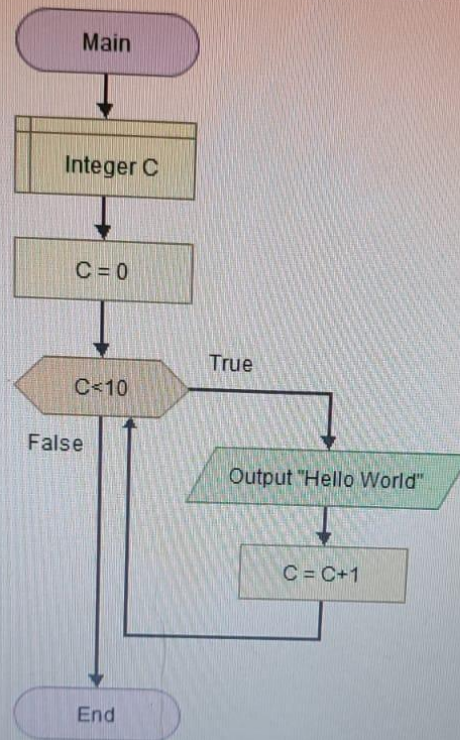 Main
Integer C
C = 0
C<10
True
False
Output "Hello World"
C = C+1
End